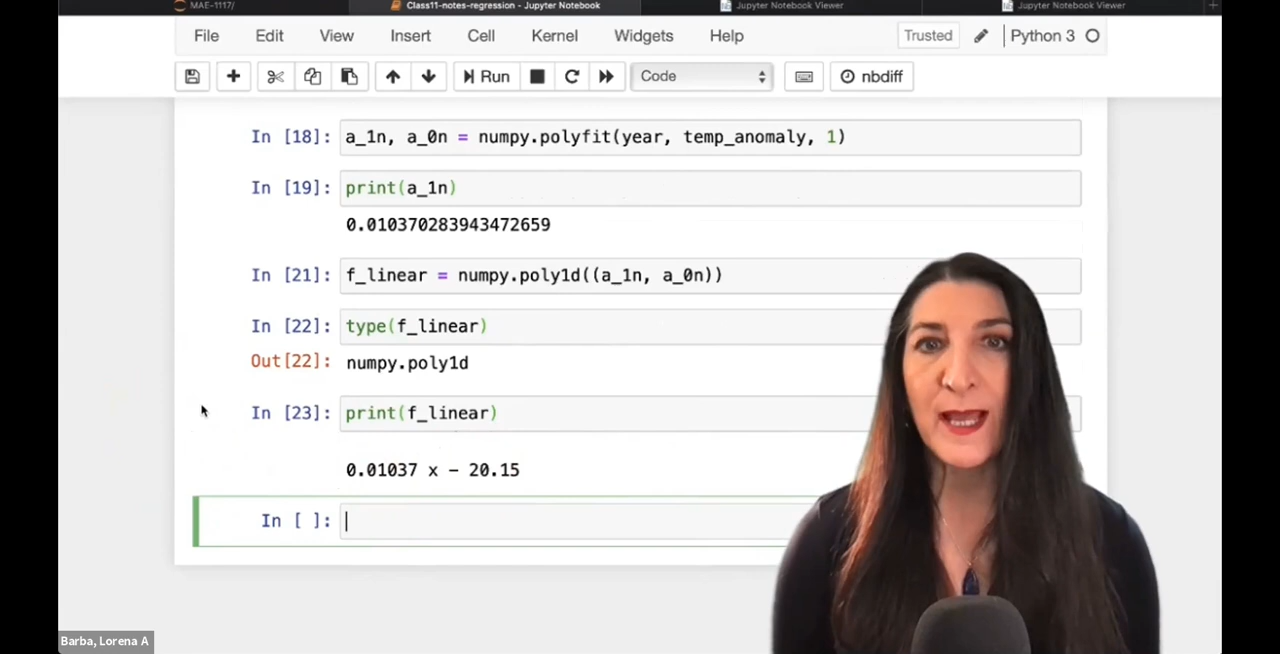 MAE-1117/ Class11-notes-regression - Jupyter Notebook Jupyter Notebook Viewer Jupyter Notebook Viewer
File Edit View Insert Cell Kernel Widgets Help Trusted Python 3
Run Code nbdiff
In [18]: a_1n, a_0n = numpy.polyfit(year, temp_anomaly, 1)
In [19]: print(a_1n)
0.010370283943472659
In [21]: f_linear = numpy.poly1d((a_1n, a_0n))
In [22]: type(f_linear)
Out[22]: numpy.poly1d
In [23]: print(f_linear)
0.01037 x - 20.15
In [ ]:
Barba, Lorena A